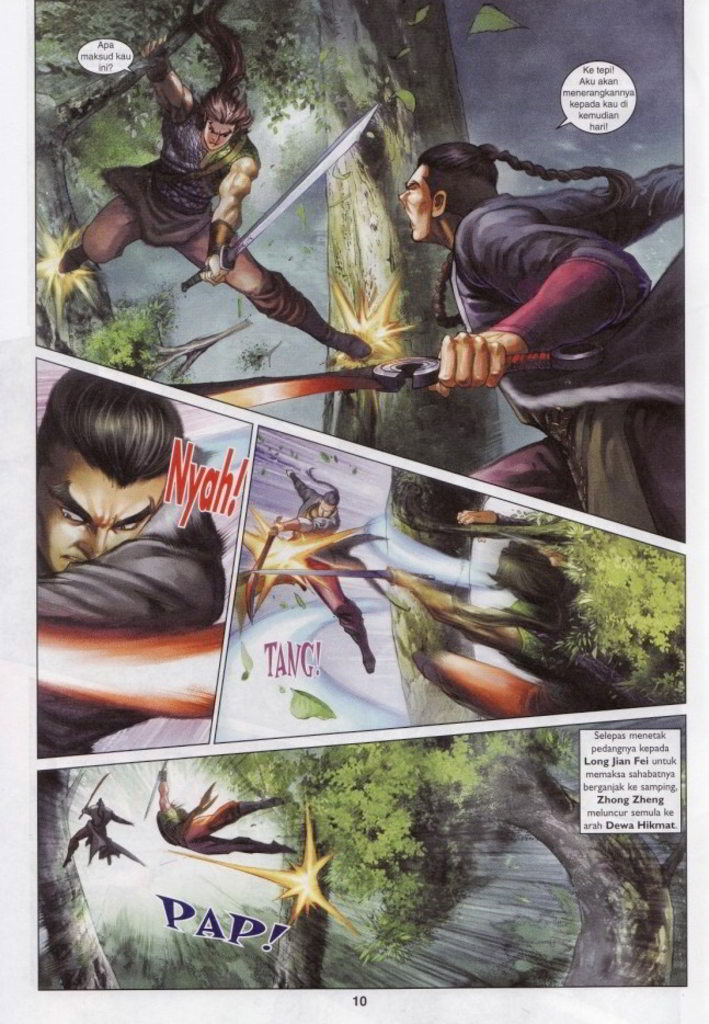 Apa
maksud kau
ini?
Ke tepi!
Aku akan
menerangkannya
kepada kau di
kemudian
hari!
Nyah!
TANG!
Selepas menetak
pedangnya kepada
Long Jian Fei untuk
memaksa sahabatnya
berganjak ke samping,
Zhong Zheng
meluncur semula ke
arah Dewa Hikmat.
PAP!
10